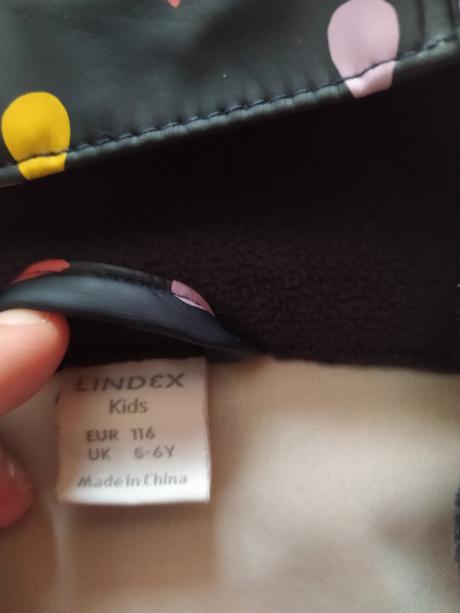 LINDEX
Kids
EUR 116
UK 5-6Y
Made in China